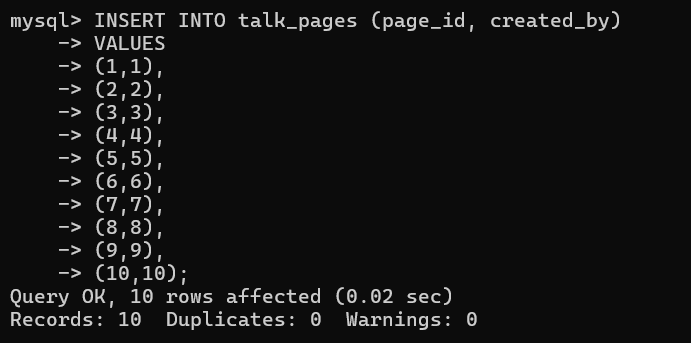 mysql> INSERT INTO talk_pages (page_id, created_by)
    -> VALUES
    -> (1,1),
    -> (2,2),
    -> (3,3),
    -> (4,4),
    -> (5,5),
    -> (6,6),
    -> (7,7),
    -> (8,8),
    -> (9,9),
    -> (10,10);
Query OK, 10 rows affected (0.02 sec)
Records: 10  Duplicates: 0  Warnings: 0